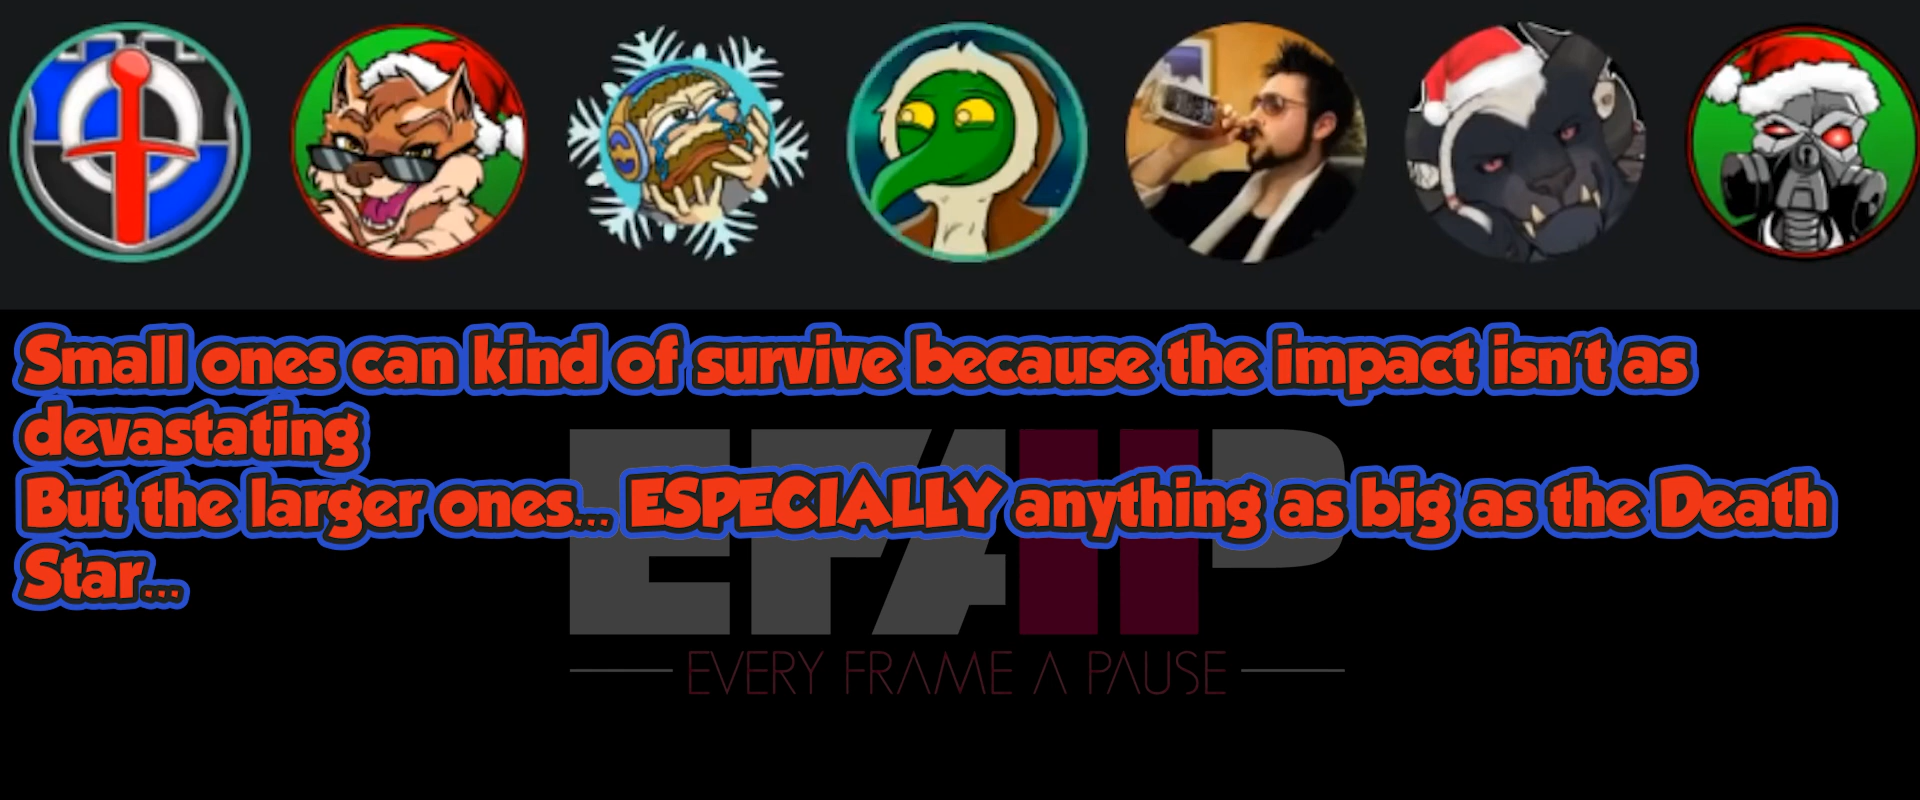 Small ones can kind of survive because the impact isn't as
devastating
But the larger ones... ESPECIALLY anything as big as the Death
Star...
EFAP
EVERY FRAME A PAUSE